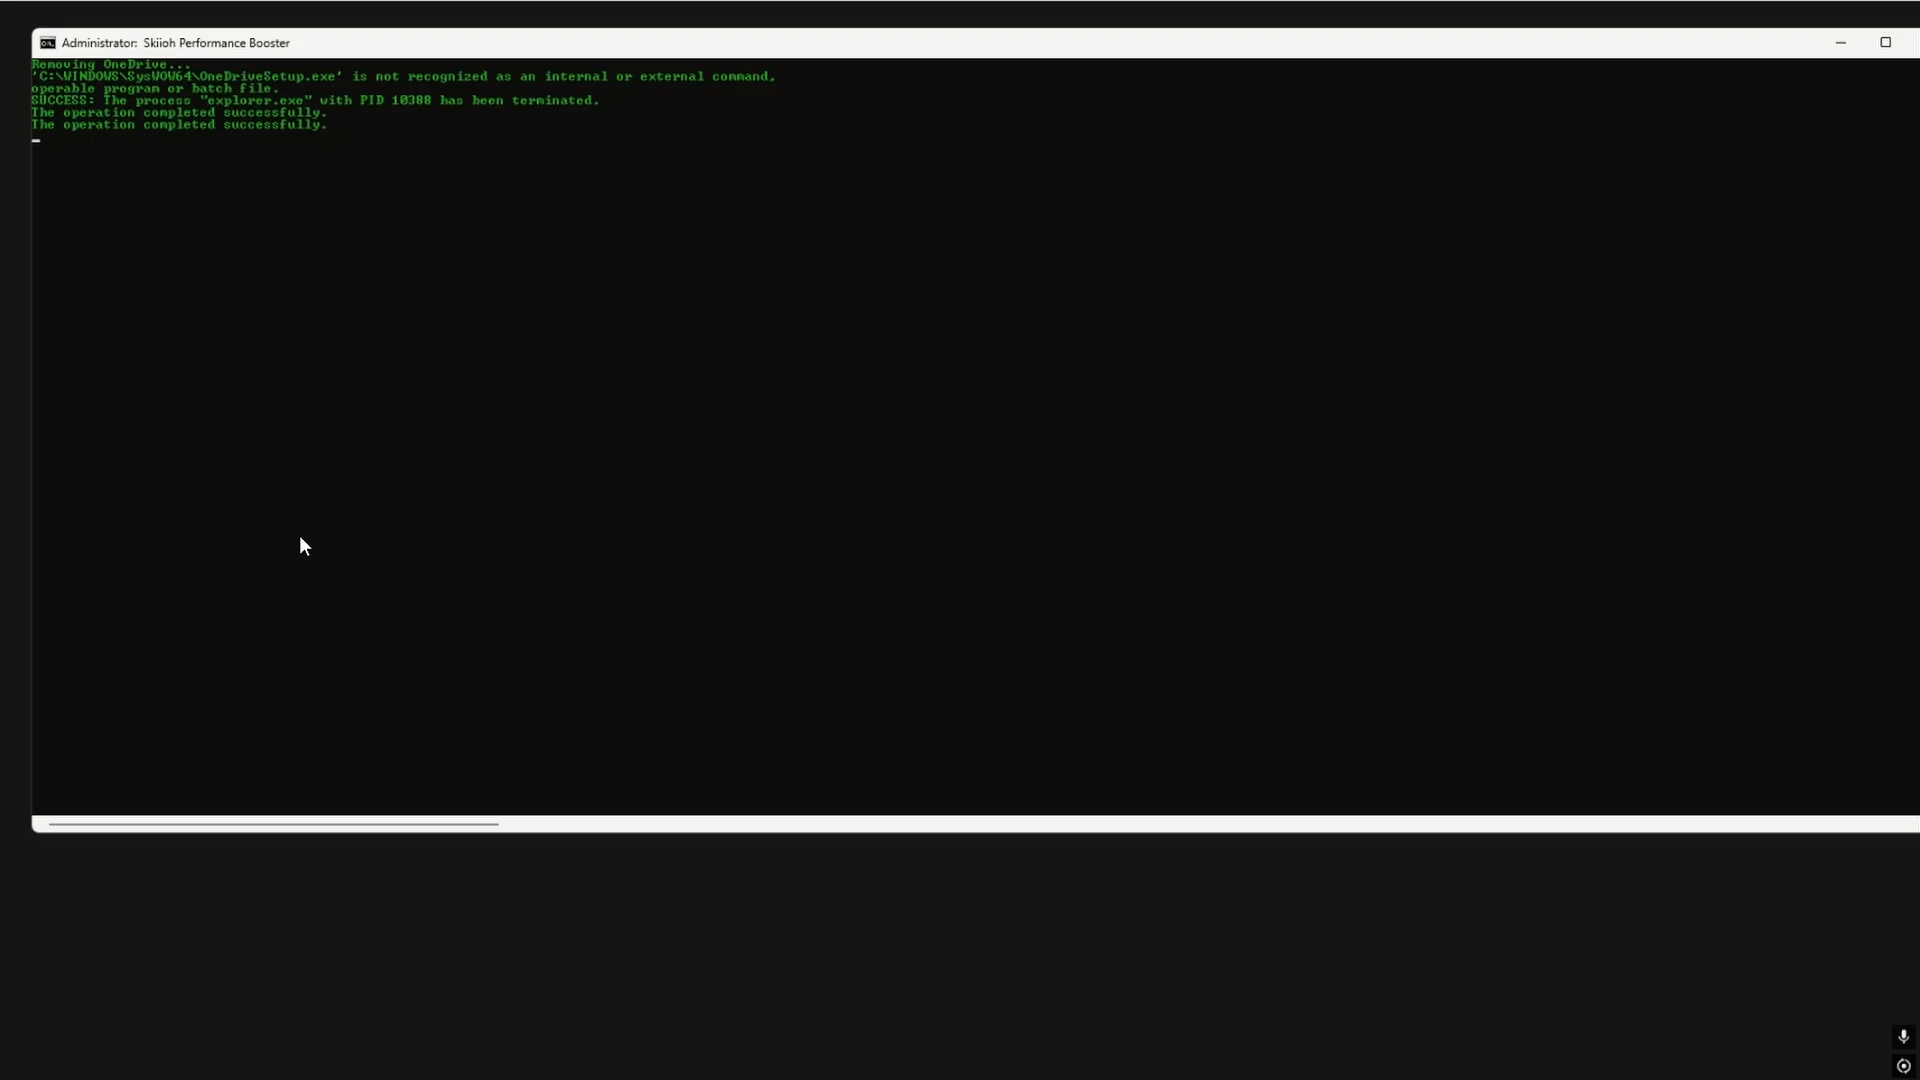 Administrator: Skiioh Performance Booster
Removing OneDrive...
'C:\WINDOWS\SysWOW64\OneDriveSetup.exe' is not recognized as an internal or external command,
operable program or batch file.
SUCCESS: The process "explorer.exe" with PID 10388 has been terminated.
The operation completed successfully.
The operation completed successfully.